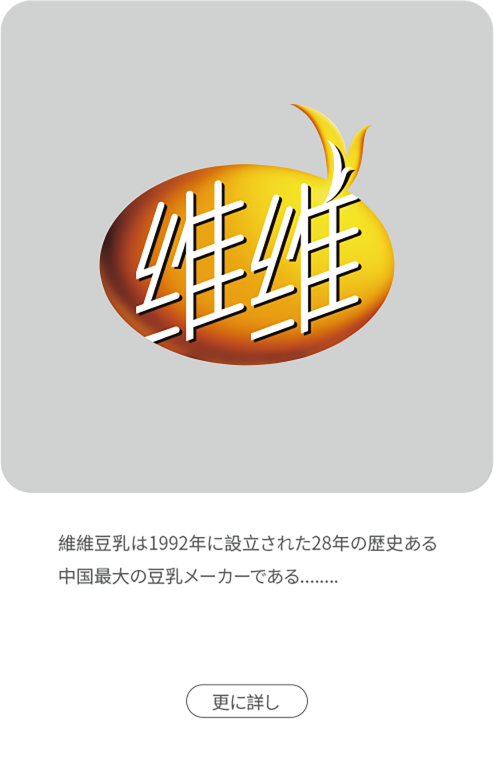 维维
維維豆乳は1992年に設立された28年の歴史ある
中国最大の豆乳メーカーである........
更に詳し